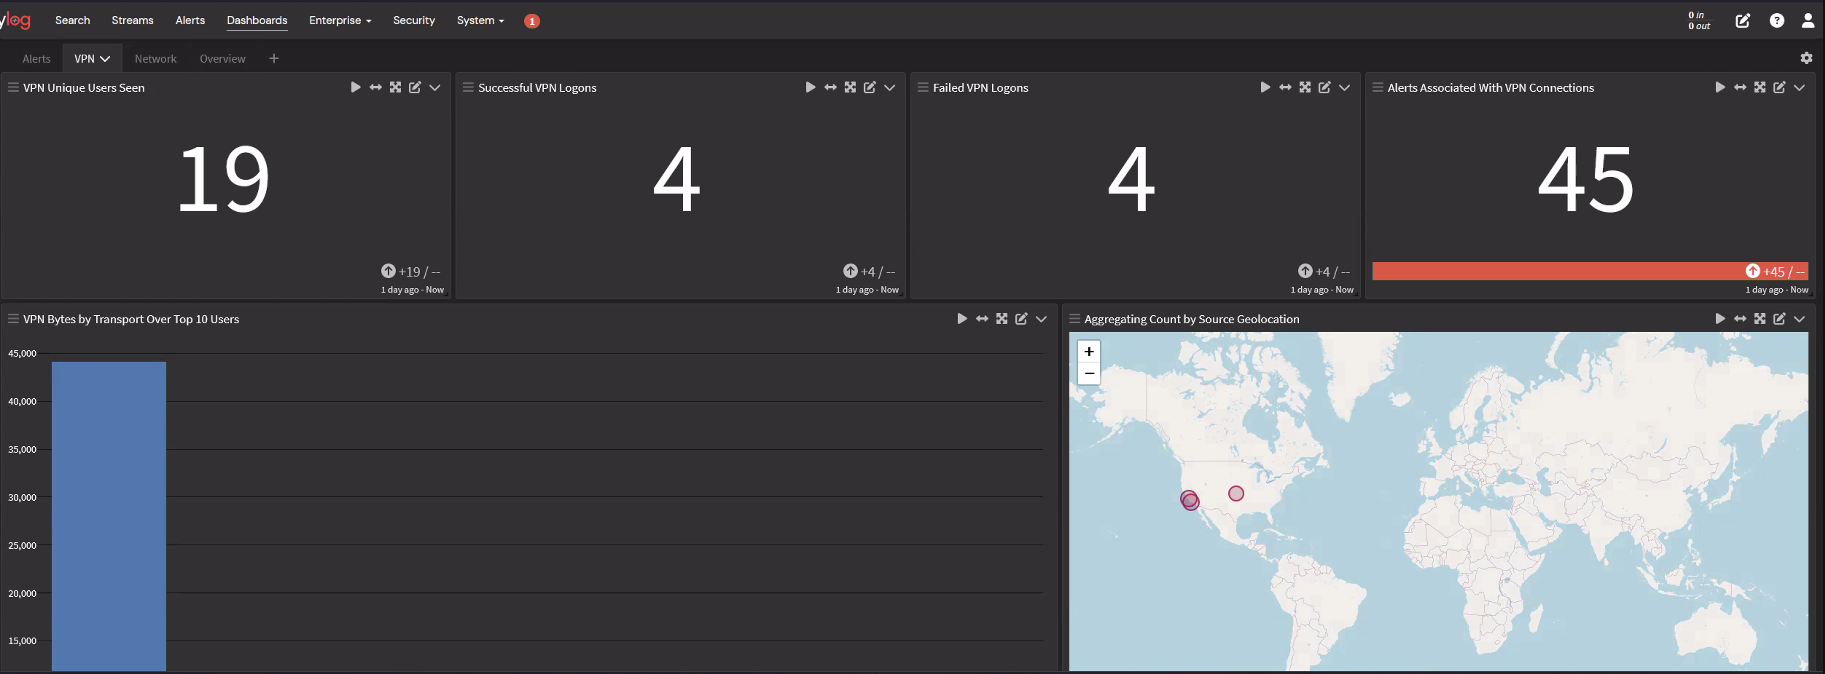 ylog Search Streams Alerts Dashboards Enterprise Security System 1 0 in
0 out
Alerts VPN Network Overview +
VPN Unique Users Seen
19
+19 / --
1 day ago - Now
Successful VPN Logons
4
+4 / --
1 day ago - Now
Failed VPN Logons
4
+4 / --
1 day ago - Now
Alerts Associated With VPN Connections
45
+45 / --
1 day ago - Now
VPN Bytes by Transport Over Top 10 Users
45,000
40,000
35,000
30,000
25,000
20,000
15,000
Aggregating Count by Source Geolocation
+
−